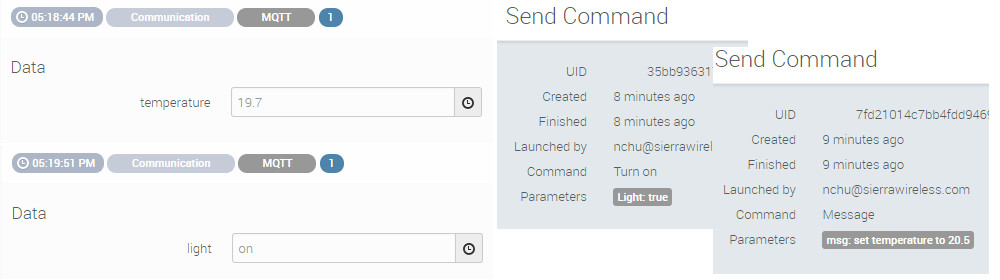 05:18:44 PM Communication MQTT 1
Data
temperature 19.7
05:19:51 PM Communication MQTT 1
Data
light on
Send Command
UID 35bb93631
Created 8 minutes ago
Finished 8 minutes ago
Launched by nchu@sierrawirel
Command Turn on
Parameters Light: true
Send Command
UID 7fd21014c7bb4fdd9469
Created 9 minutes ago
Finished 9 minutes ago
Launched by nchu@sierrawireless.com
Command Message
Parameters msg: set temperature to 20.5